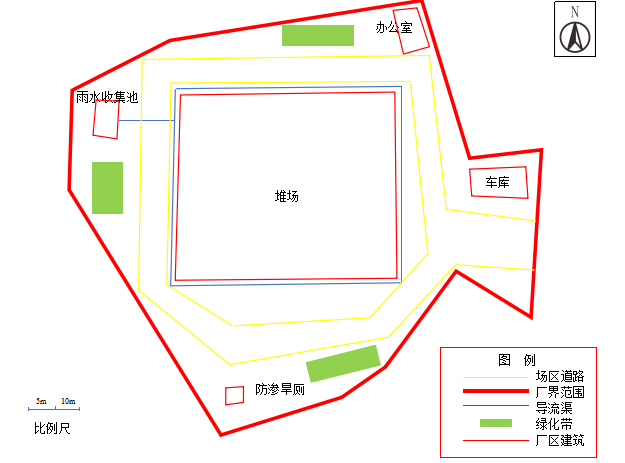 N
办公室
雨水收集池
车库
堆场
防渗旱厕
5m 10m
比例尺
图 例
场区道路
厂界范围
导流渠
绿化带
厂区建筑